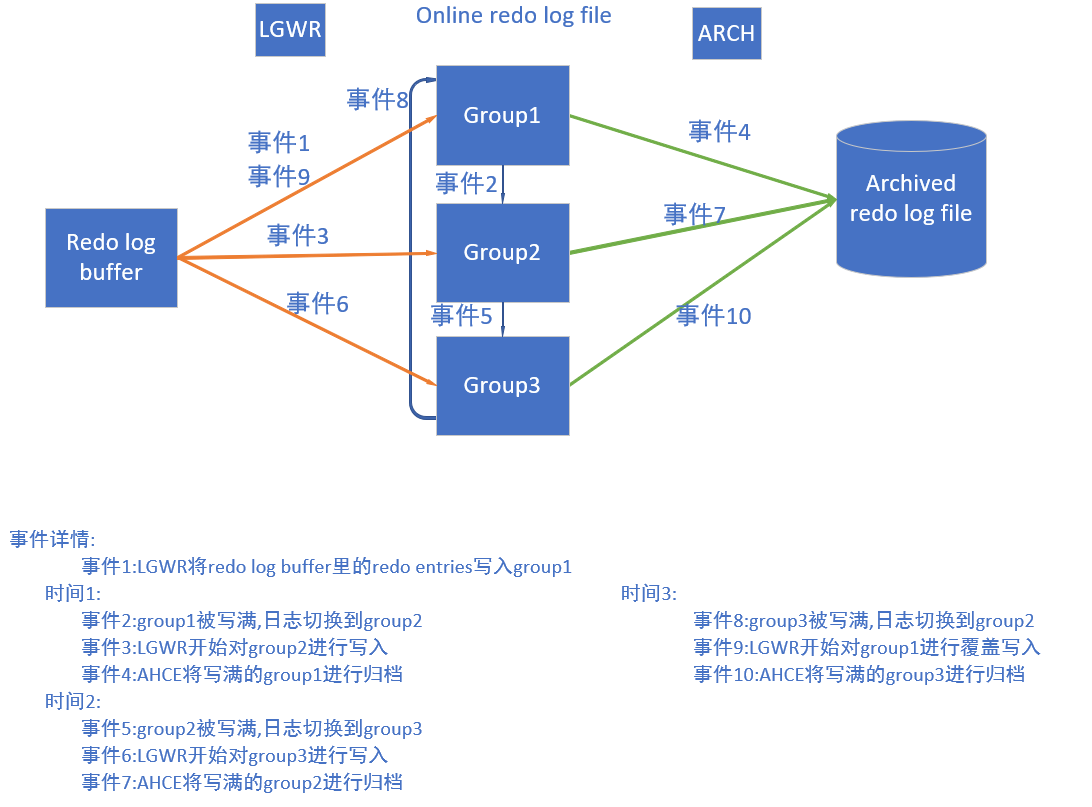 Online redo log file
LGWR
ARCH
事件8
Group1
事件1
事件4
事件9
事件2
Archived
redo log file
事件7
Redo log
buffer
事件3
Group2
事件6
事件5
事件10
Group3
事件详情:
事件1:LGWR将redo log buffer里的redo entries写入group1
时间1:
事件2:group1被写满,日志切换到group2
事件3:LGWR开始对group2进行写入
事件4:AHCE将写满的group1进行归档
时间2:
事件5:group2被写满,日志切换到group3
事件6:LGWR开始对group3进行写入
事件7:AHCE将写满的group2进行归档
时间3:
事件8:group3被写满,日志切换到group2
事件9:LGWR开始对group1进行覆盖写入
事件10:AHCE将写满的group3进行归档